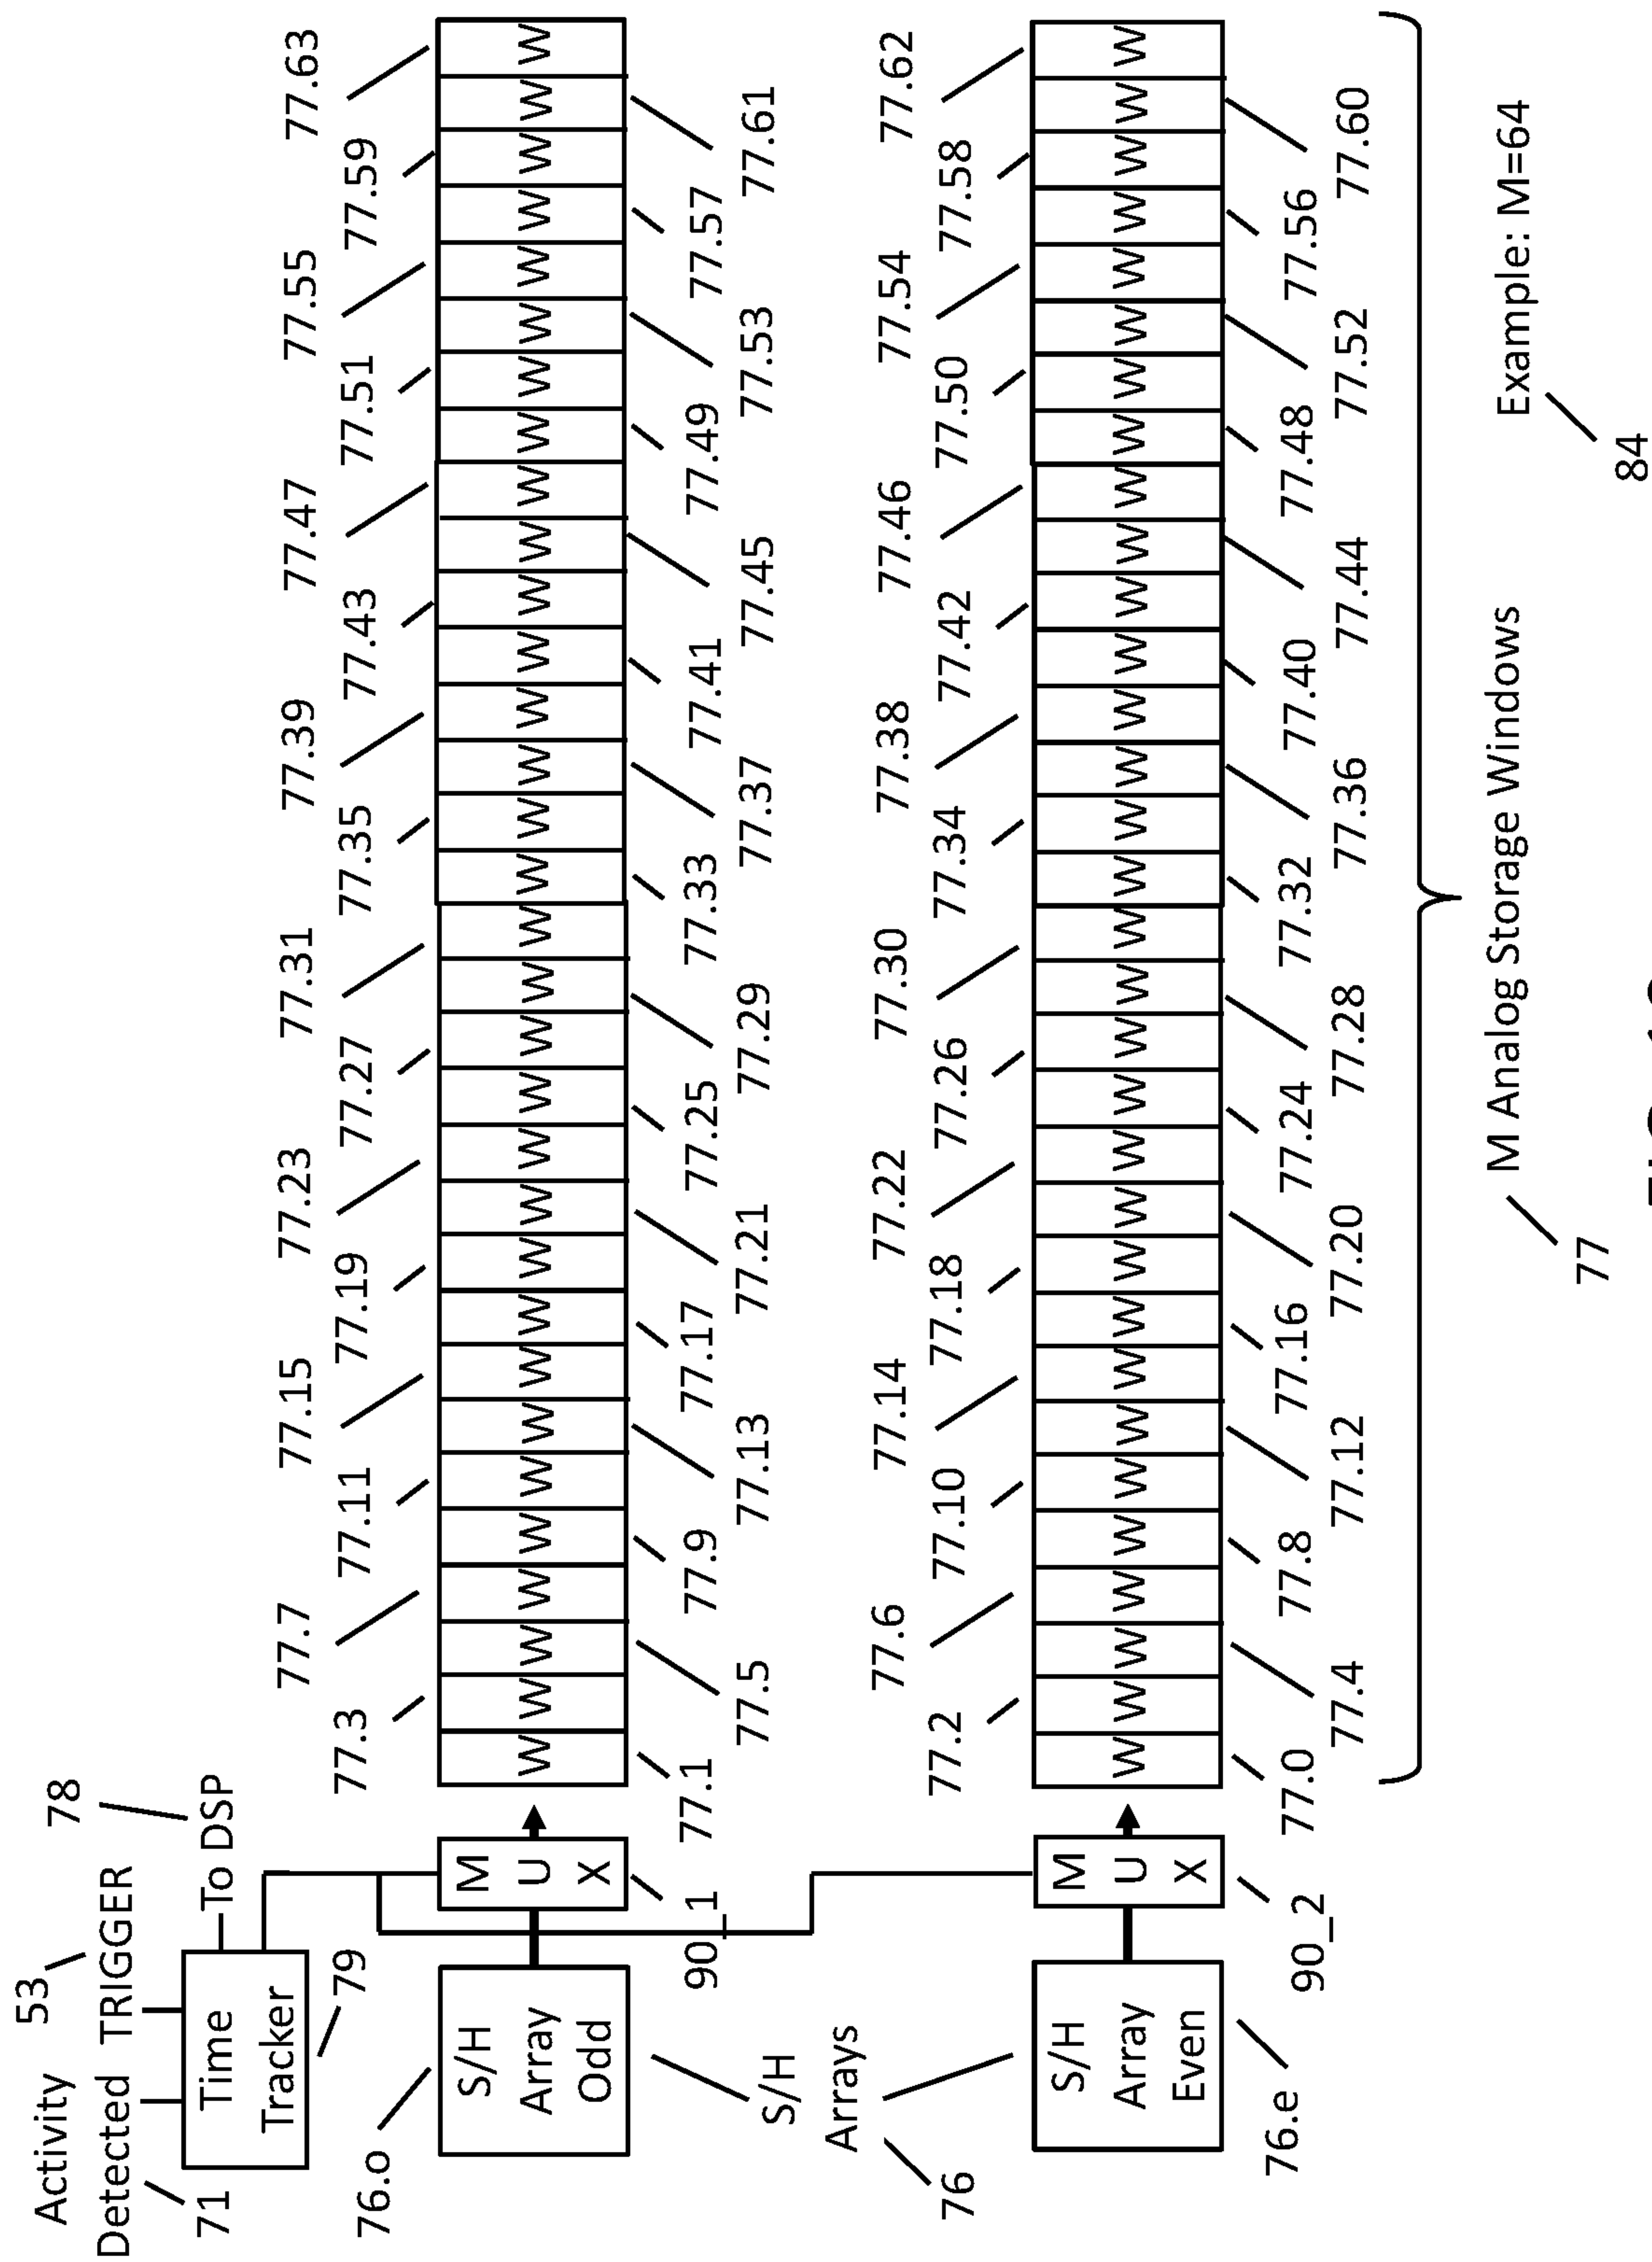 Activity
Detected TRIGGER
53
78
To DSP
71
Time
Tracker
79
77.3 77.7 77.11 77.15 77.19 77.23 77.27 77.31 77.35 77.39 77.43 77.47 77.51 77.55 77.59 77.63
76.o
S/H
Array
Odd
M
U
X
W W W W W W W W W W W W W W W W W W W W W W W W W W W W W W W W
90_1
77.1 77.5 77.9 77.13 77.17 77.21 77.25 77.29 77.33 77.37 77.41 77.45 77.49 77.53 77.57 77.61
S/H
Arrays
76
77.2 77.6 77.10 77.14 77.18 77.22 77.26 77.30 77.34 77.38 77.42 77.46 77.50 77.54 77.58 77.62
S/H
Array
Even
M
U
X
W W W W W W W W W W W W W W W W W W W W W W W W W W W W W W W W
76.e
90_2
77.0 77.4 77.8 77.12 77.16 77.20 77.24 77.28 77.32 77.36 77.40 77.44 77.48 77.52 77.56 77.60
M Analog Storage Windows
Example: M=64
77
84